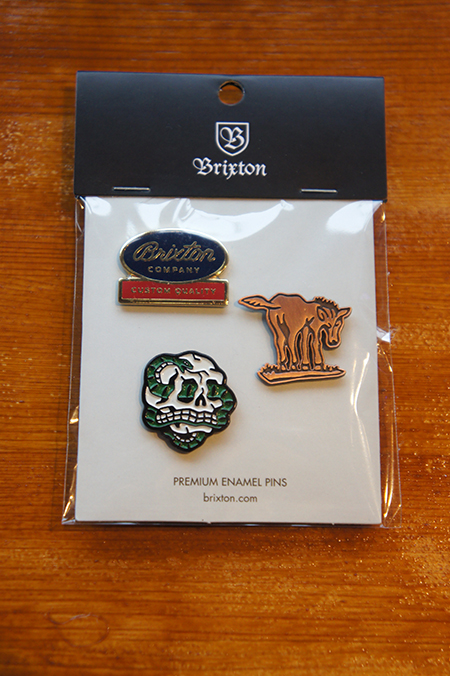 B
Brixton
Brixton
COMPANY
CUSTOM QUALITY
PREMIUM ENAMEL PINS
brixton.com